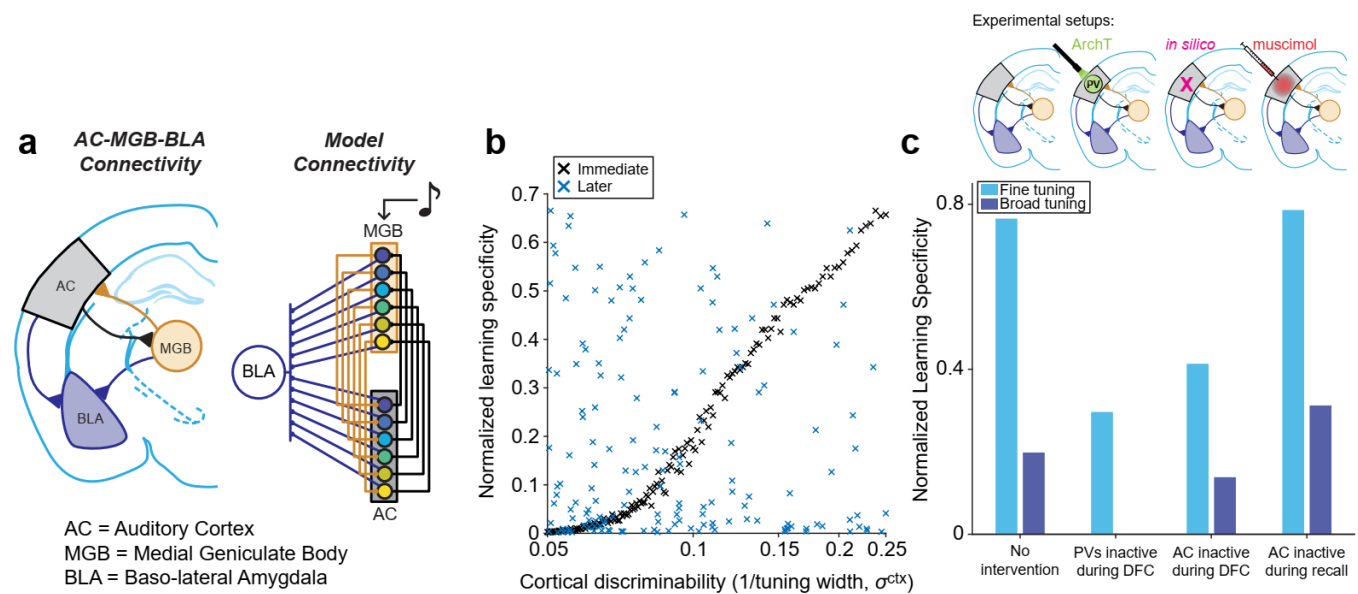 Experimental setups:
ArchT
in silico
muscimol
PV
X
a
AC-MGB-BLA
Connectivity
Model
Connectivity
MGB
AC
MGB
BLA
BLA
AC
AC = Auditory Cortex
MGB = Medial Geniculate Body
BLA = Baso-lateral Amygdala
b
Immediate
Later
Normalized learning specificity
0.7
0.6
0.5
0.4
0.3
0.2
0.1
0
0.05
0.1
0.15
0.2
0.25
Cortical discriminability (1/tuning width, σctx)
c
Fine tuning
Broad tuning
Normalized Learning Specificity
0.8
0.4
0
No
intervention
PVs inactive
during DFC
AC inactive
during DFC
AC inactive
during recall